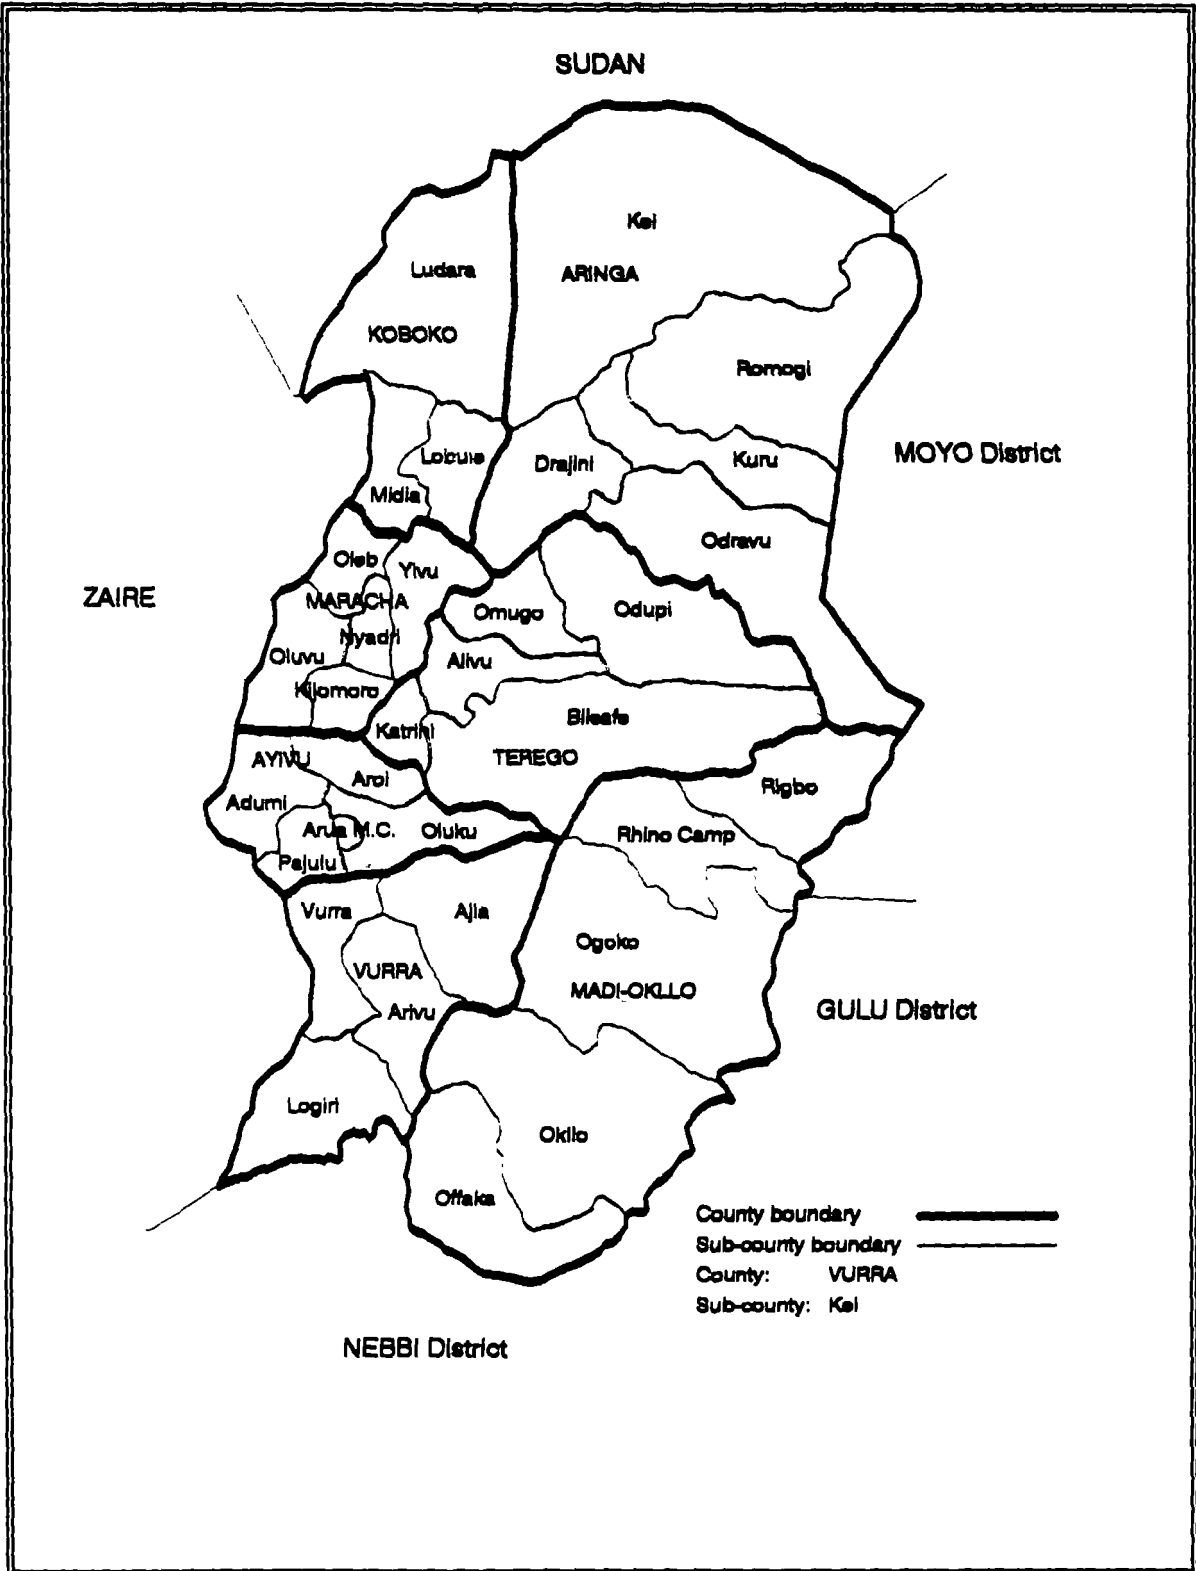 SUDAN
Kei
Ludara
ARINGA
KOBOKO
Romogi
MOYO District
Lobule
Drajini
Kuru
Midia
Odravu
Oleb
Yivu
ZAIRE
MARACHA
Omugo
Odupi
Nyadri
Oluvu
Alivu
Kijomoro
Bileafe
Katrini
TEREGO
AYIVU
Aroi
Rigbo
Adumi
Arua M.C.
Oluku
Rhino Camp
Pajulu
Vurra
Ajia
Ogoko
VURRA
MADI-OKLLO
Arivu
GULU District
Logiri
Okilo
Offaka
County boundary
Sub-county boundary
County: VURRA
Sub-county: Kei
NEBBI District